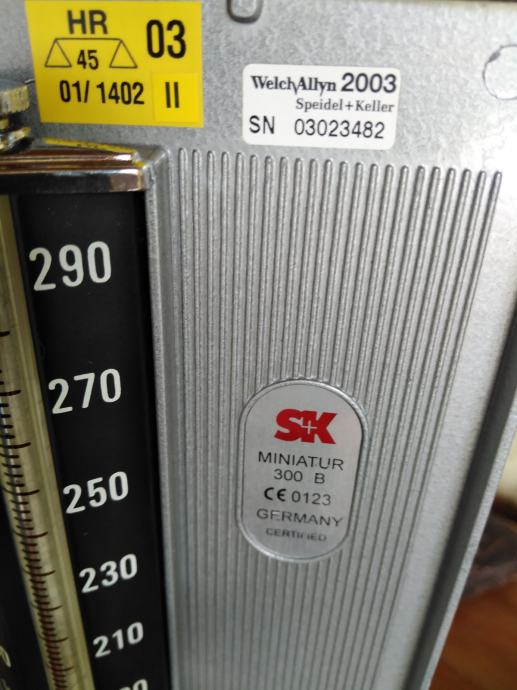 HR
03
45
01/1402 II
WelchAllyn 2003
Speidel+Keller
SN 03023482
290
270
250
230
210
S+K
MINIATUR
300 B
CE 0123
GERMANY
CERTIFIED